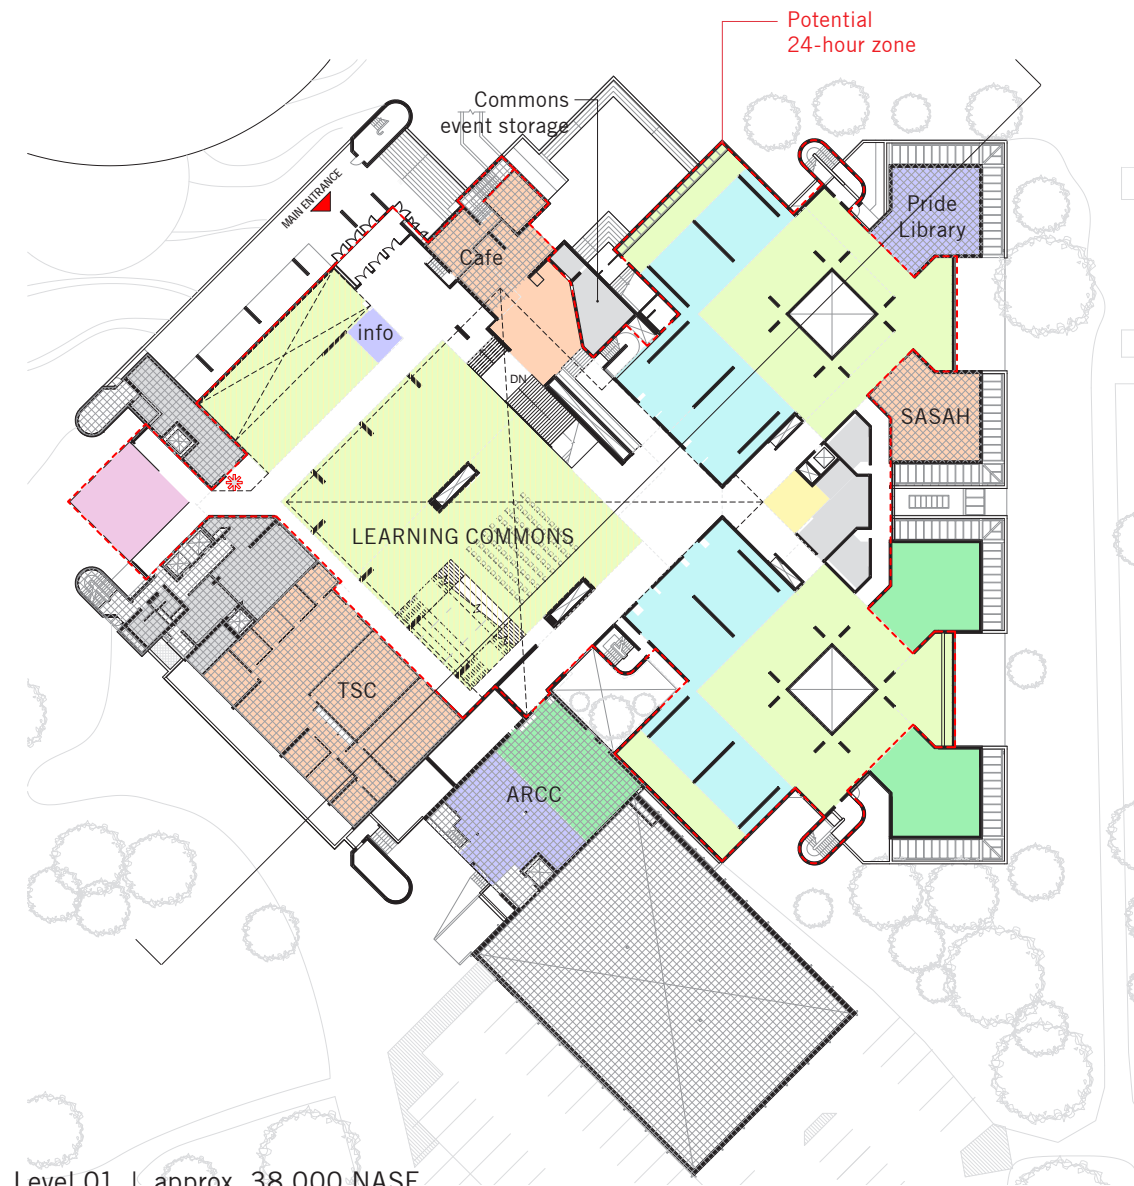 Potential
24-hour zone
Commons
event storage
MAIN ENTRANCE
Pride
Library
Cafe
info
DN
SASAH
LEARNING COMMONS
TSC
ARCC
Level 01 | approx. 38,000 NASF